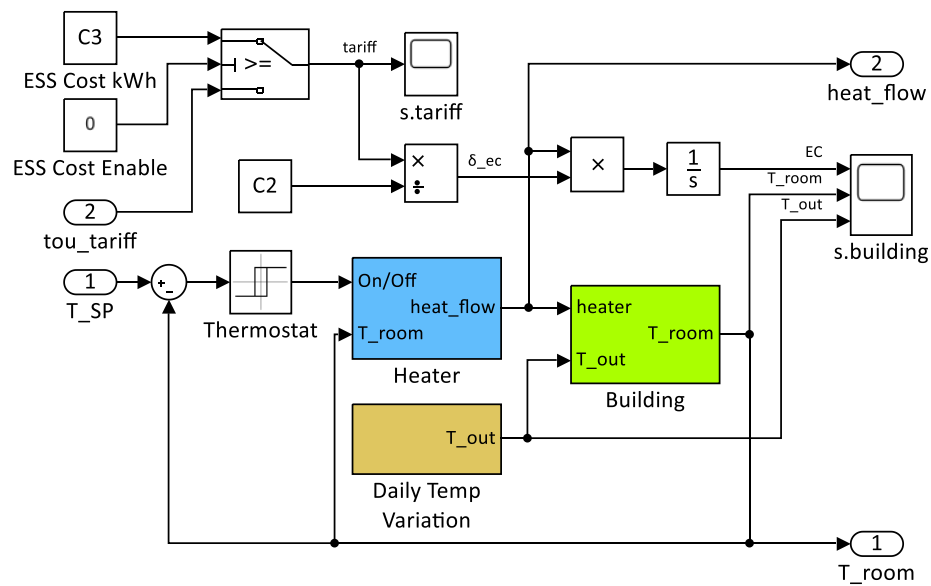 C3
ESS Cost kWh
0
ESS Cost Enable
2
tou_tariff
>=
tariff
s.tariff
2
heat_flow
C2
×
÷
δ_ec
×
1
s
EC
T_room
T_out
s.building
1
T_SP
+
−
Thermostat
On/Off
heat_flow
T_room
Heater
heater
T_room
T_out
Building
T_out
Daily Temp
Variation
1
T_room